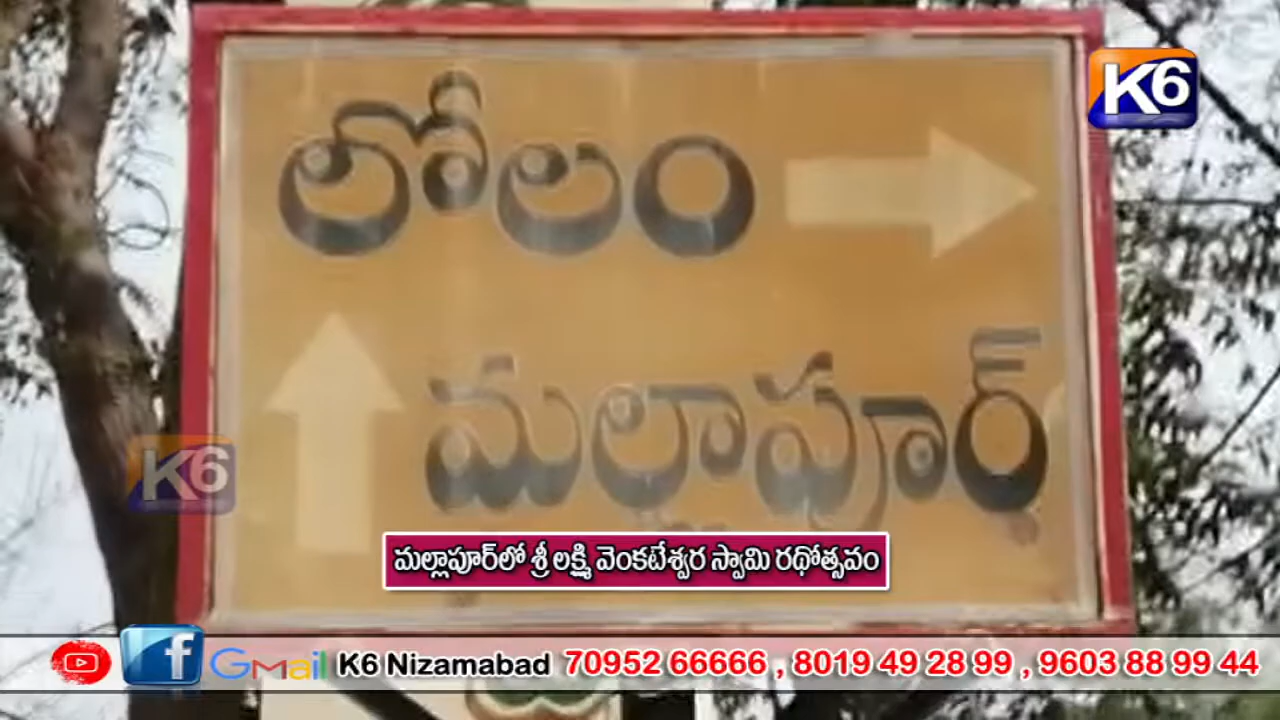 K6
లోలం
మల్లాపూర్
K6
మల్లాపూర్‌లో శ్రీ లక్ష్మి వెంకటేశ్వర స్వామి రథోత్సవం
f Gmail K6 Nizamabad 70952 66666 , 8019 49 28 99 , 9603 88 99 44